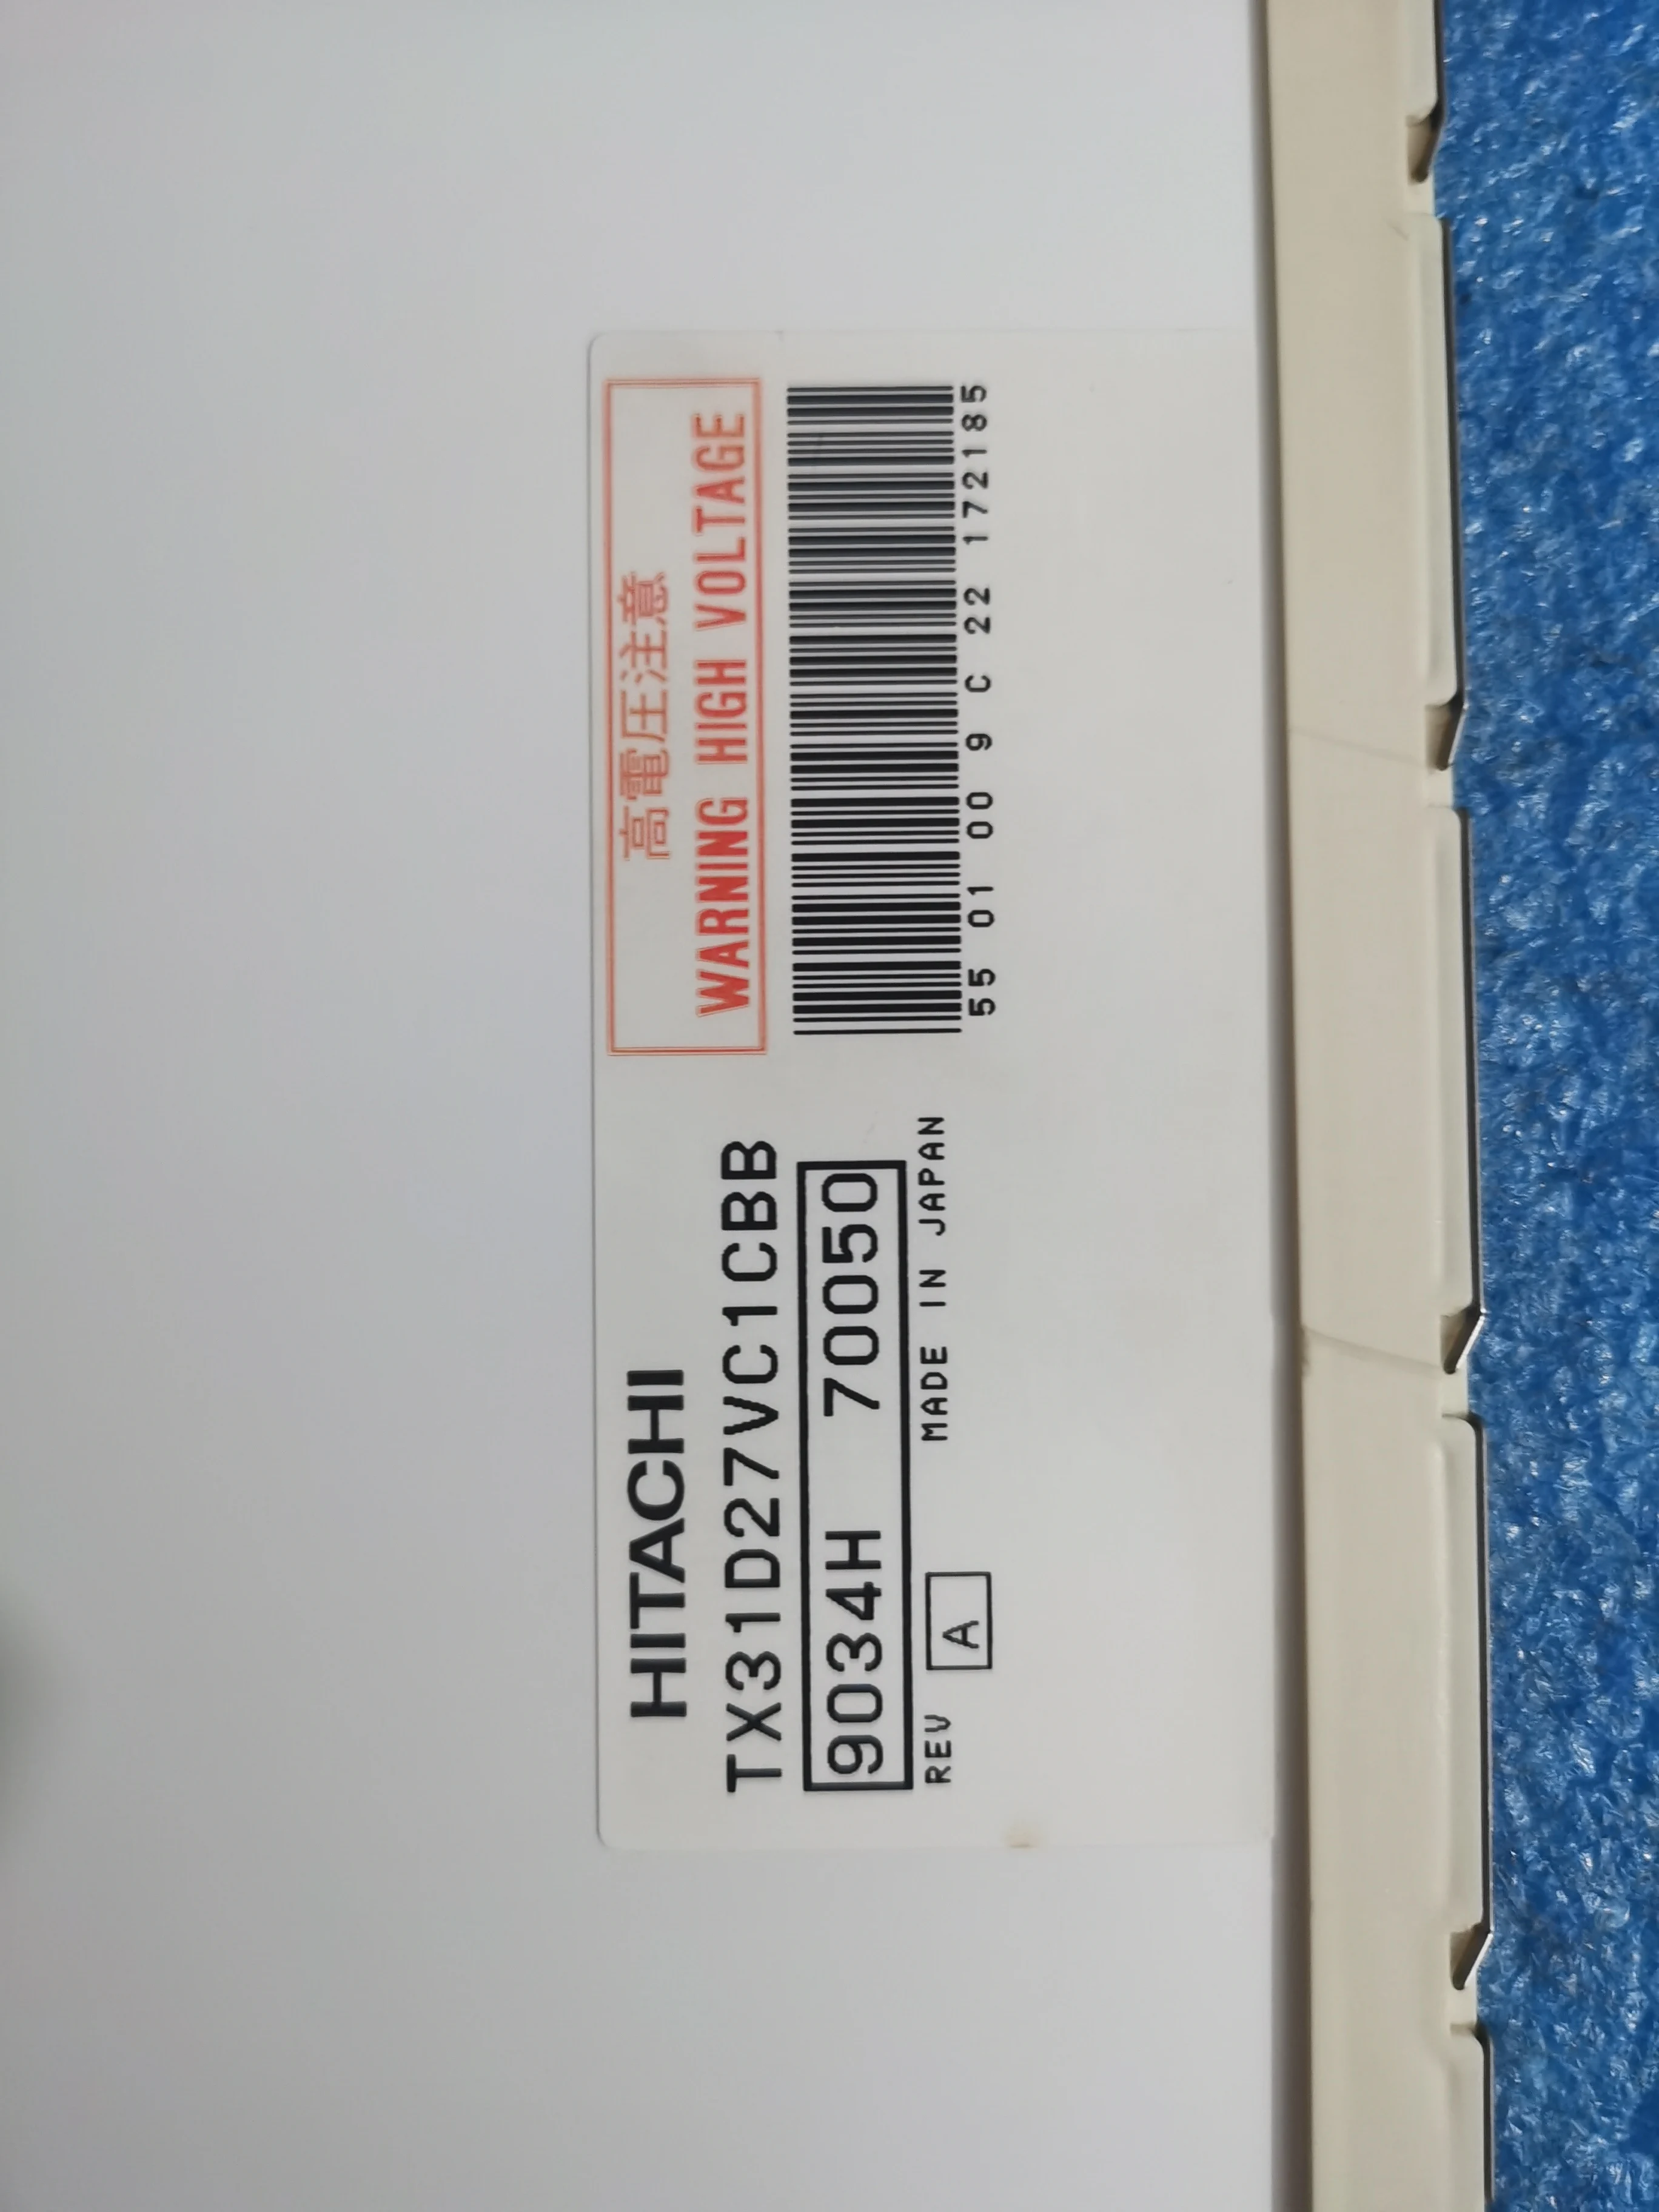 HITACHI
TX31D27VC1CBB
9034H 70050
REV A MADE IN JAPAN
高電圧注意
WARNING HIGH VOLTAGE
55 01 00 9 C 22 172185